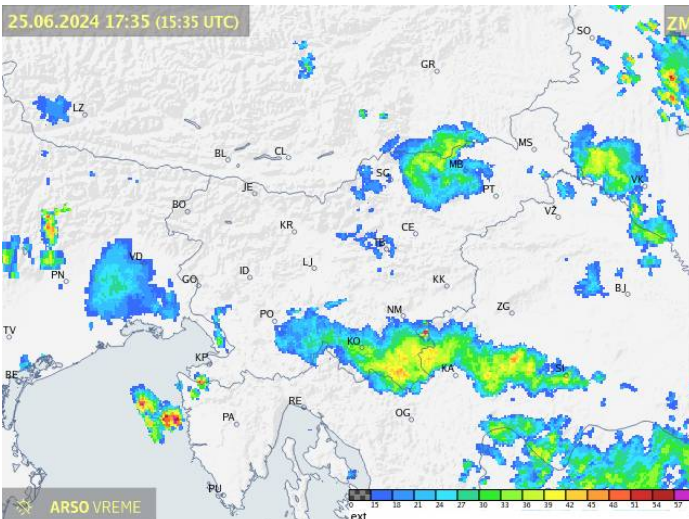 25.06.2024 17:35 (15:35 UTC)
ZM
SO
GR
LZ
MS
BL
CL
SG
MB
VK
JE
PT
BO
VŽ
KR
CE
TB
LJ
VD
ID
PN
GO
KK
BJ
PO
NM
ZG
TV
KO
KP
BE
KA
SI
RE
PA
OG
PU
ARSO VREME
0 15 18 21 24 27 30 33 36 39 42 45 48 51 54 57
ext